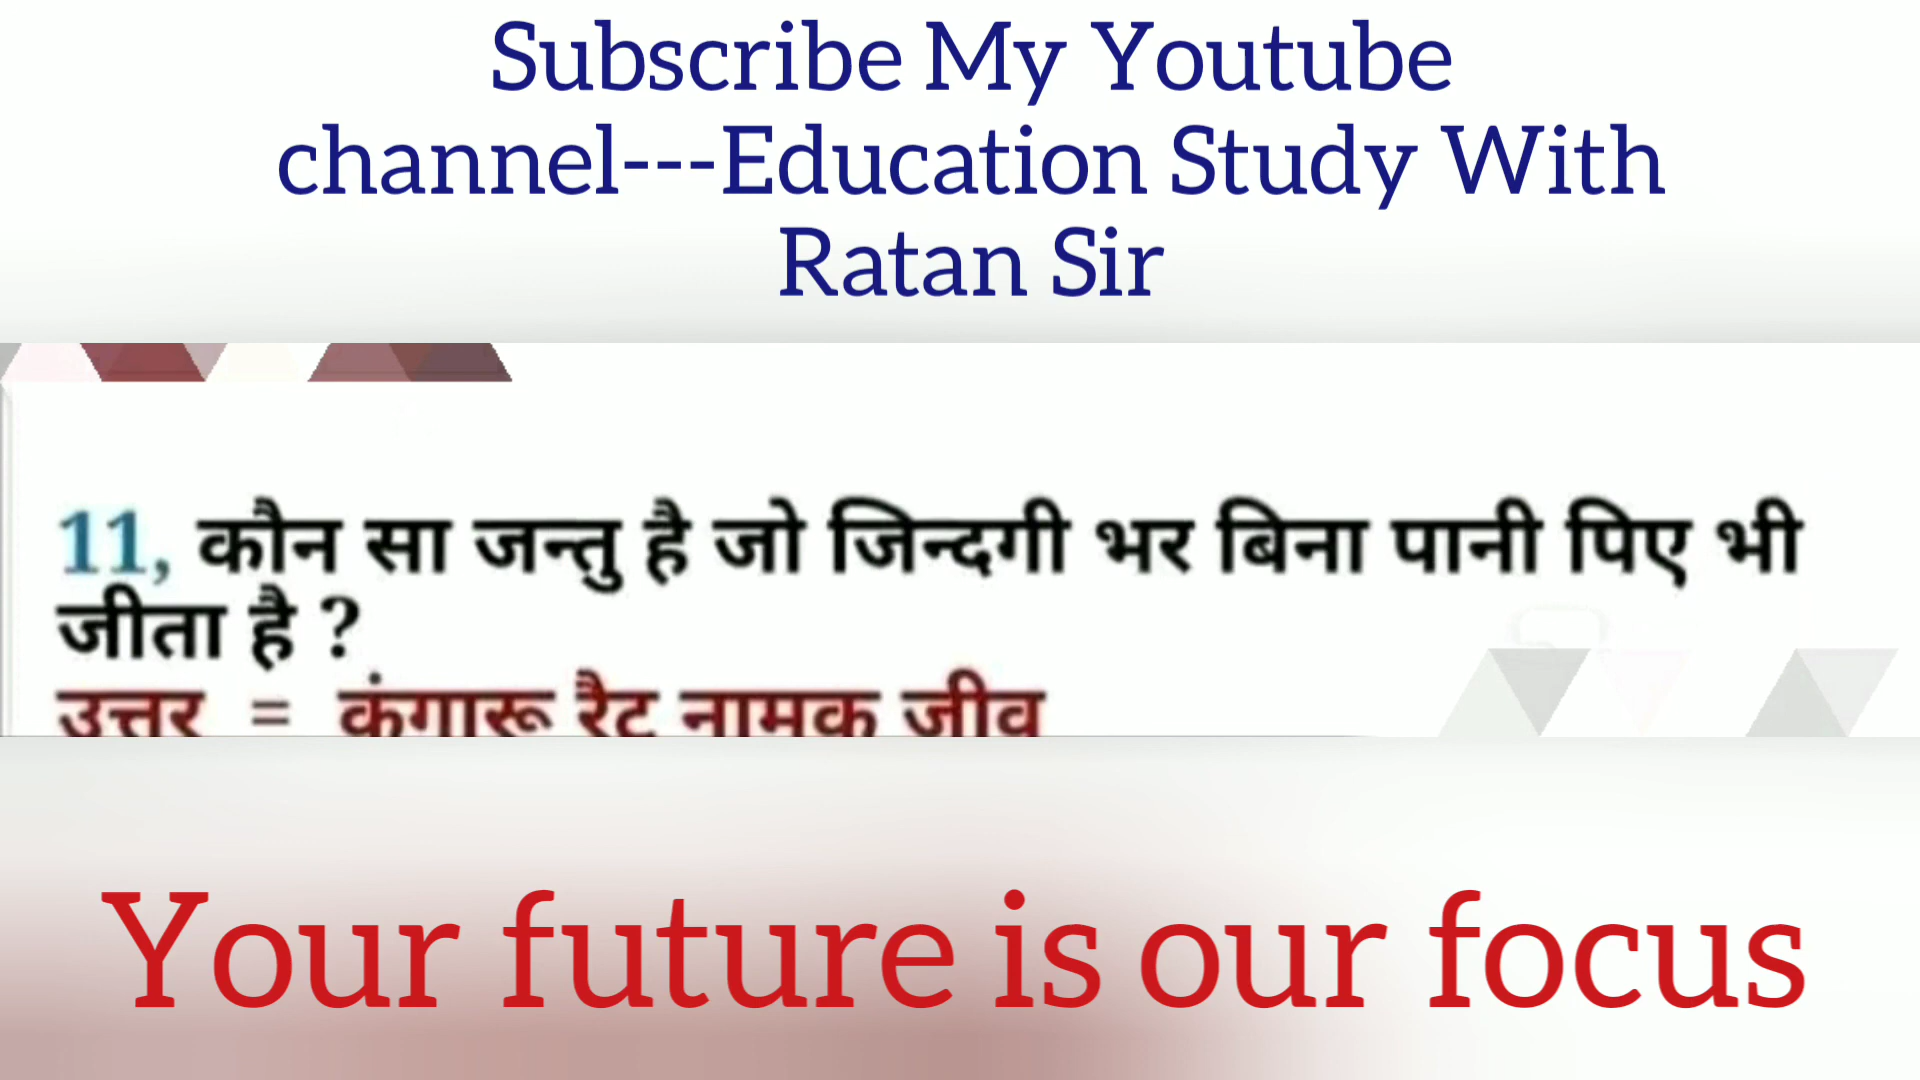 Subscribe My Youtube
channel---Education Study With
Ratan Sir
11, कौन सा जन्तु है जो जिन्दगी भर बिना पानी पिए भी
जीता है ?
उत्तर = कंगारू रैट नामक जीव
Your future is our focus